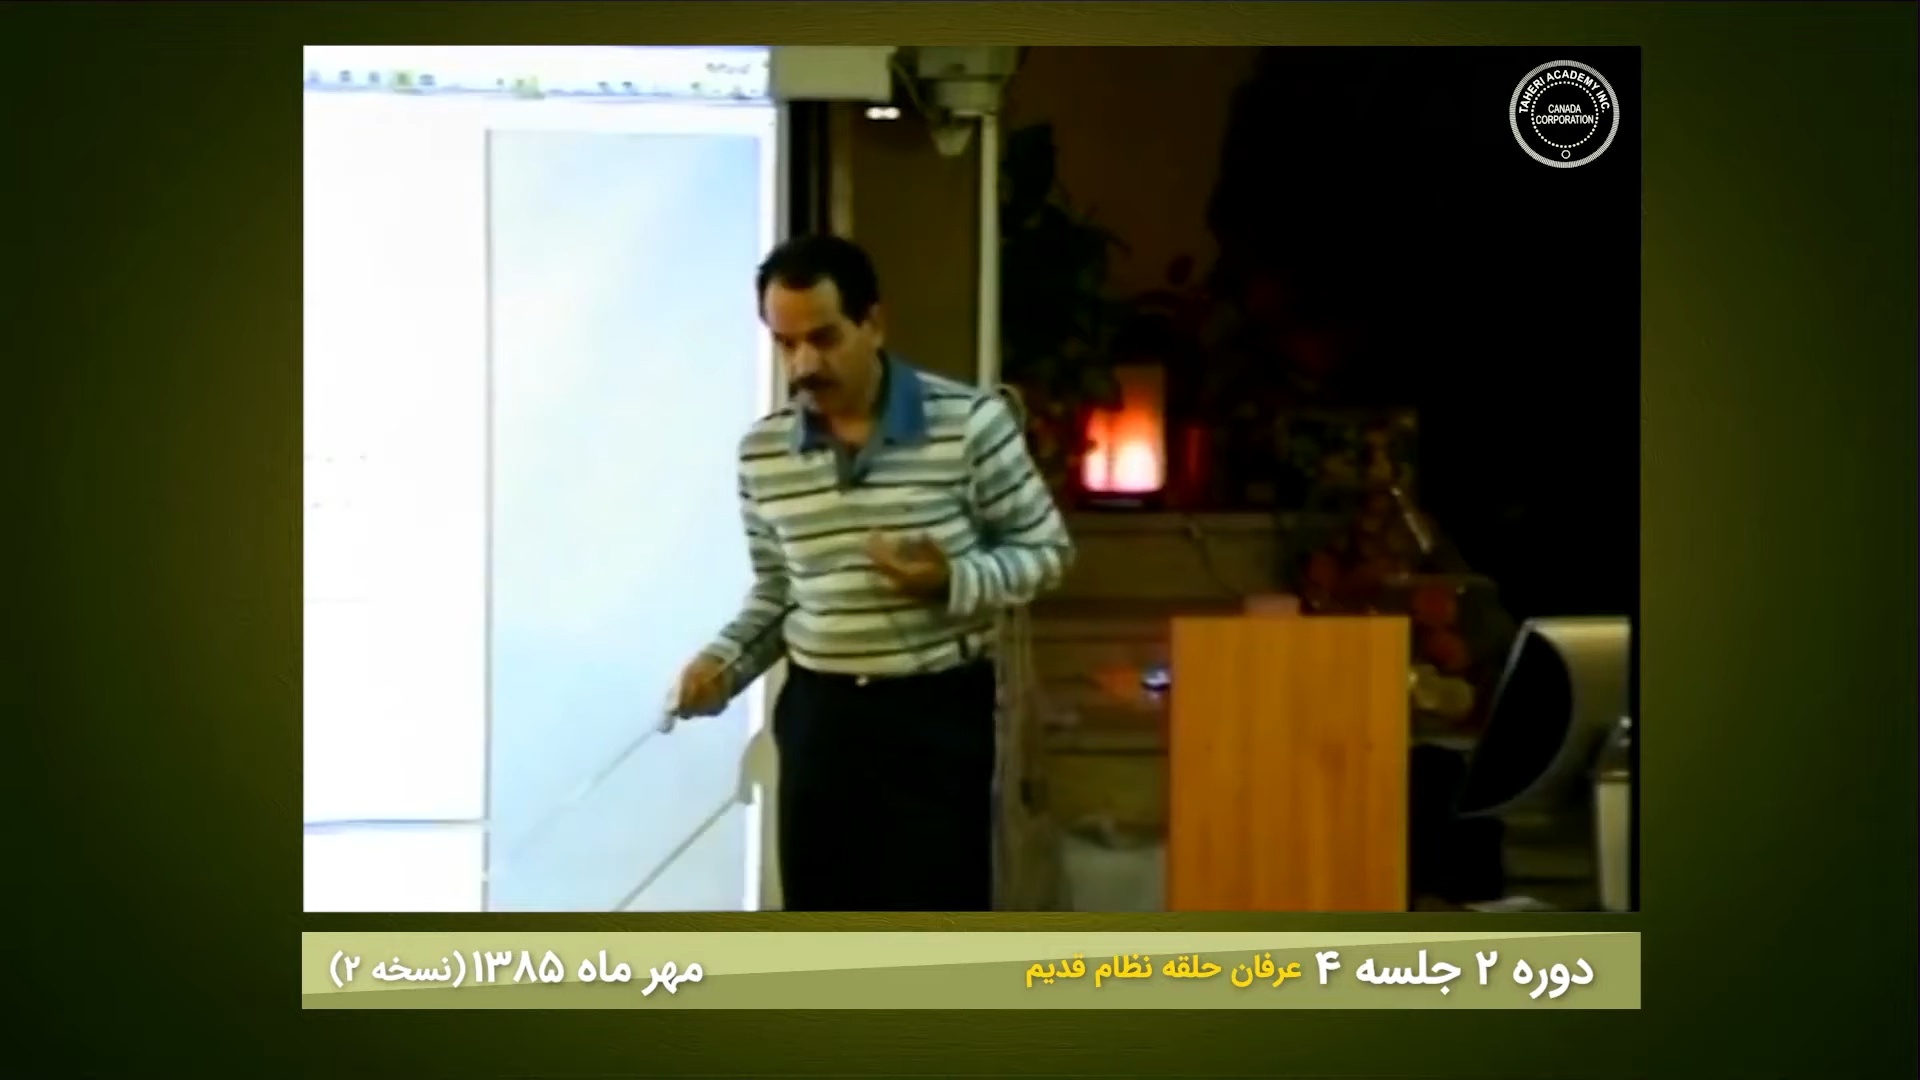 TAHERI ACADEMY INC.
CANADA
CORPORATION
دوره ۲ جلسه ۴ عرفان حلقه نظام قدیم
مهر ماه ۱۳۸۵ (نسخه ۲)